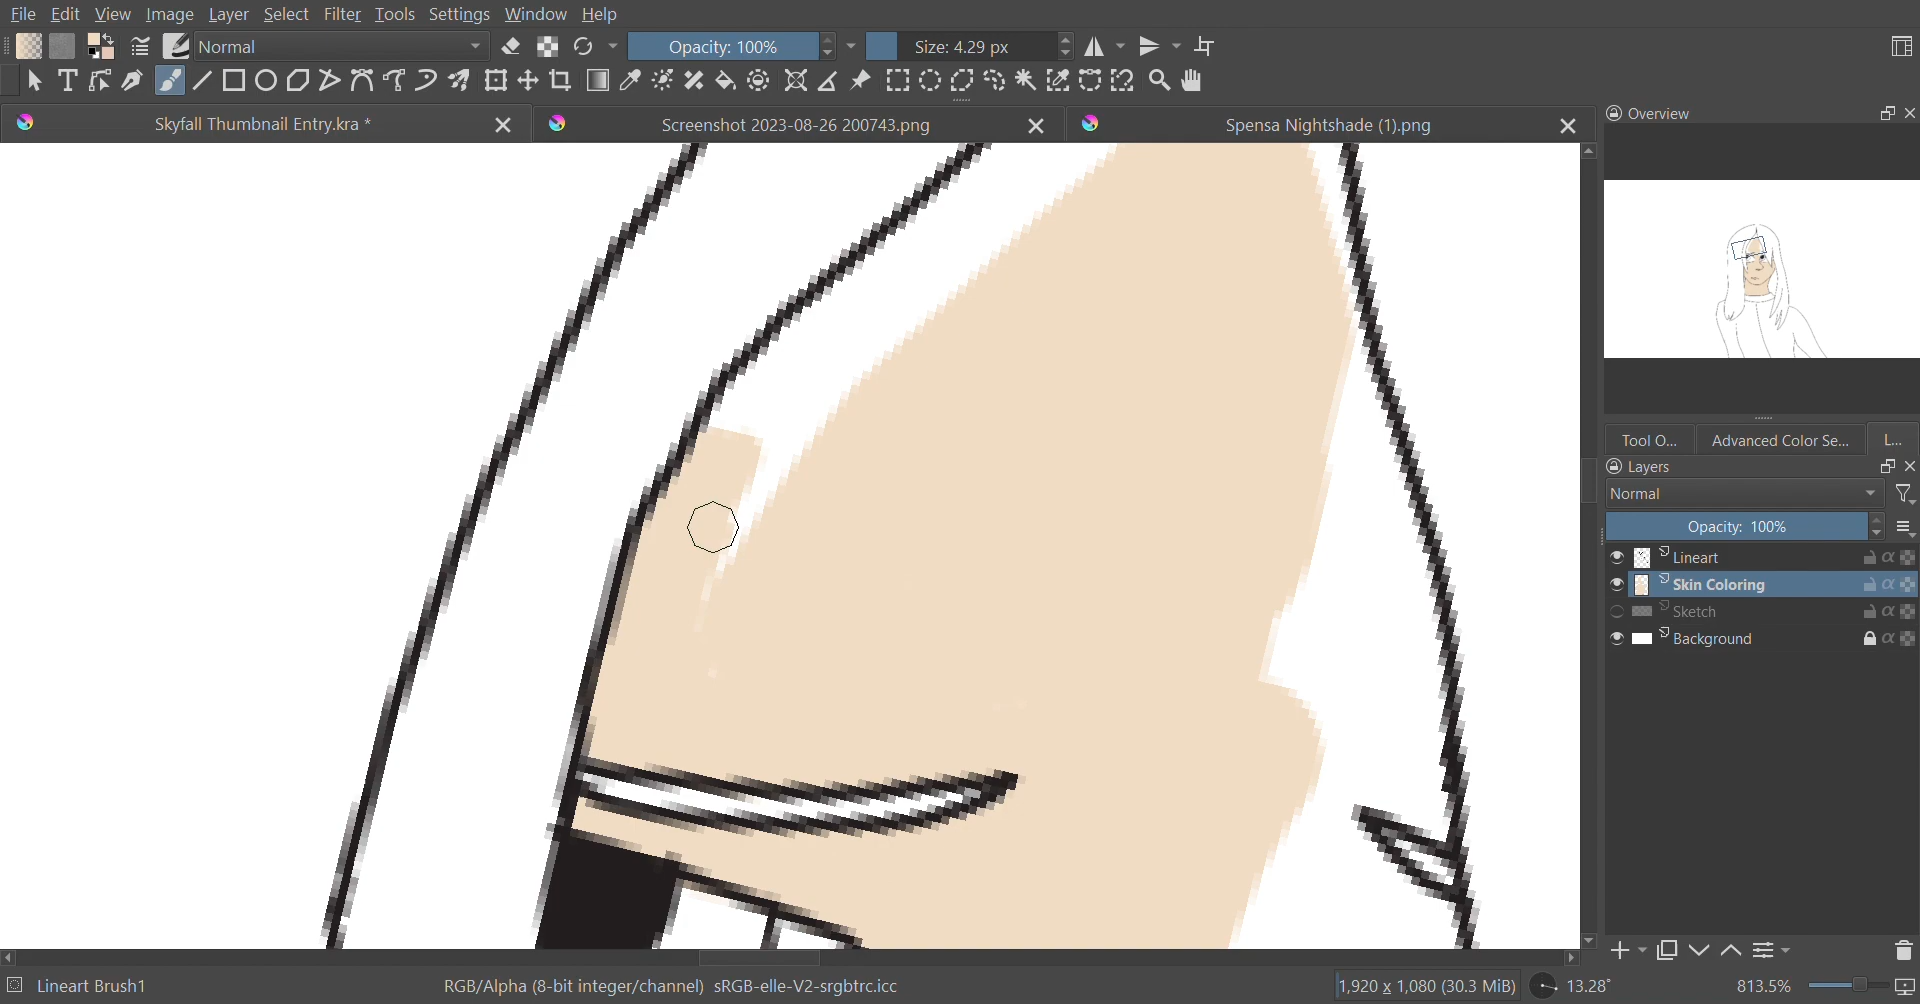 File Edit View Image Layer Select Filter Tools Settings Window Help
Normal Opacity: 100% Size: 4.29 px
Skyfall Thumbnail Entry.kra * Screenshot 2023-08-26 200743.png Spensa Nightshade (1).png
Overview
Tool O... Advanced Color Se... L...
Layers
Normal
Opacity: 100%
Lineart
Skin Coloring
Sketch
Background
Lineart Brush1 RGB/Alpha (8-bit integer/channel) sRGB-elle-V2-srgbtrc.icc 1,920 x 1,080 (30.3 MiB) 13.28° 813.5%